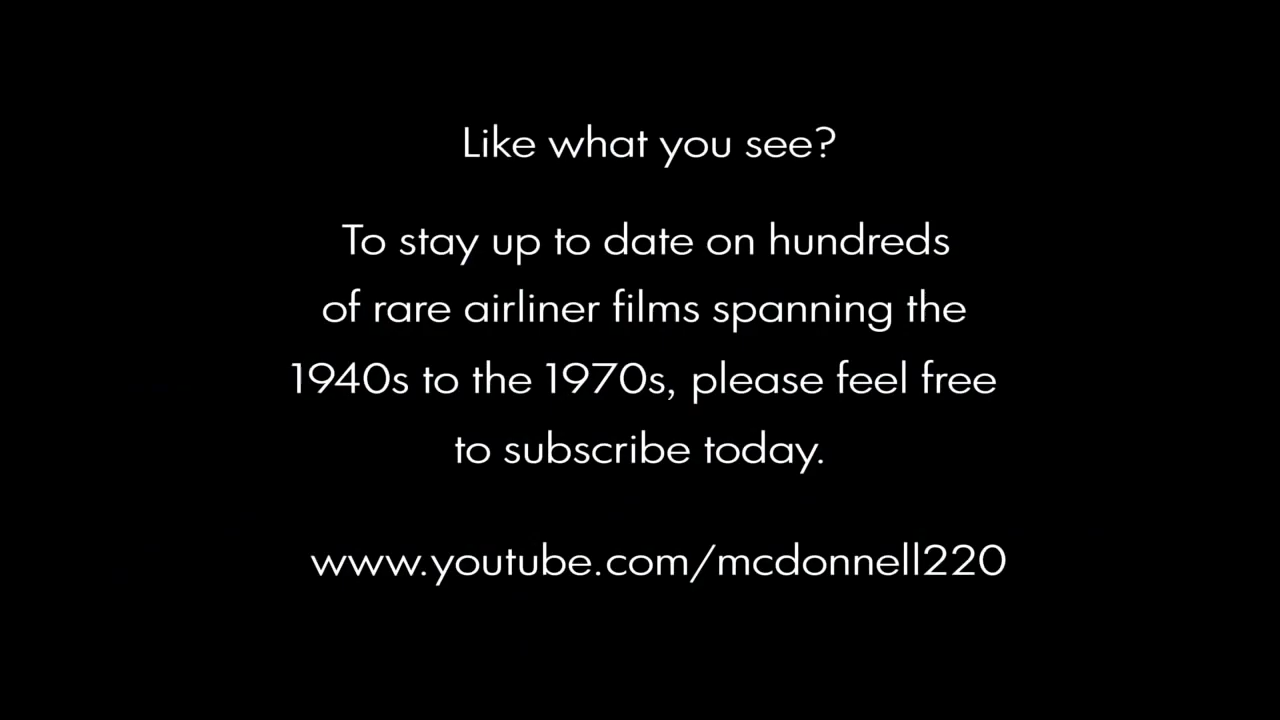 Like what you see?
To stay up to date on hundreds
of rare airliner films spanning the
1940s to the 1970s, please feel free
to subscribe today.
www.youtube.com/mcdonnell220